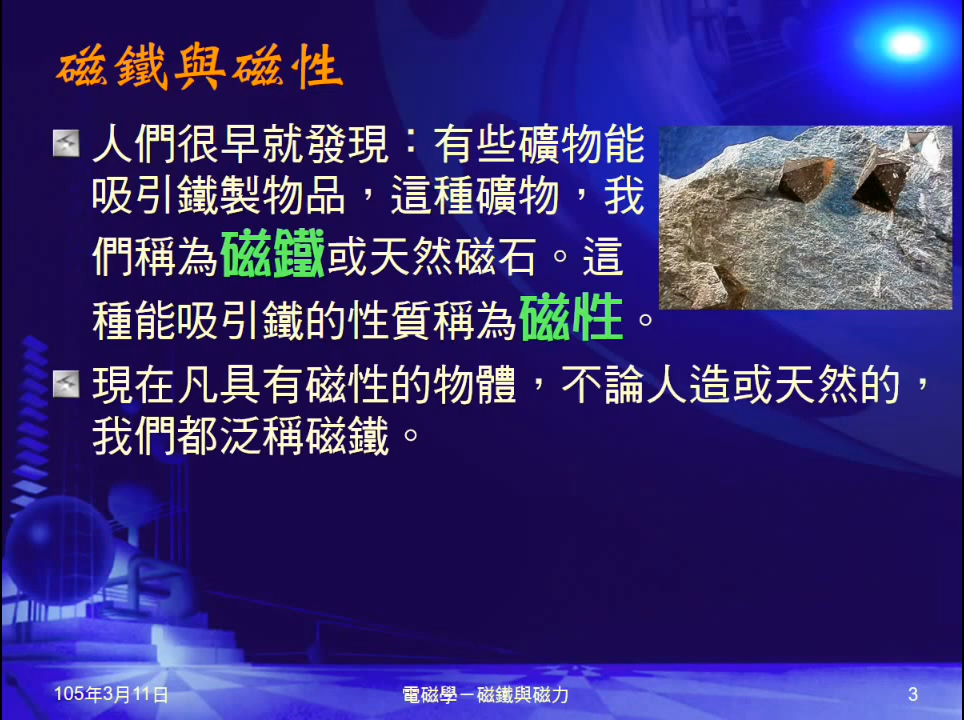 磁鐵與磁性
人們很早就發現：有些礦物能
吸引鐵製物品，這種礦物，我
們稱為磁鐵或天然磁石。這
種能吸引鐵的性質稱為磁性。
現在凡具有磁性的物體，不論人造或天然的，
我們都泛稱磁鐵。
105年3月11日
電磁學－磁鐵與磁力
3